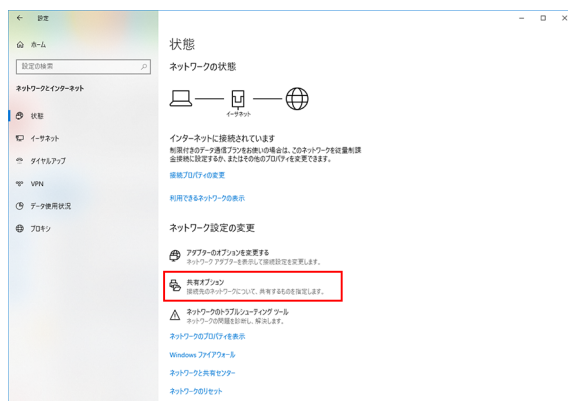 設定
ホーム
設定の検索
ネットワークとインターネット
状態
イーサネット
ダイヤルアップ
VPN
データ使用状況
プロキシ
状態
ネットワークの状態
イーサネット
インターネットに接続されています
制限付きのデータ通信プランをお使いの場合は、このネットワークを従量制課
金接続に設定するか、またはその他のプロパティを変更できます。
接続プロパティの変更
利用できるネットワークの表示
ネットワーク設定の変更
アダプターのオプションを変更する
ネットワーク アダプターを表示して接続設定を変更します。
共有オプション
接続先のネットワークについて、共有するものを指定します。
ネットワークのトラブルシューティング ツール
ネットワークの問題を診断し、解決します。
ネットワークのプロパティを表示
Windows ファイアウォール
ネットワークと共有センター
ネットワークのリセット